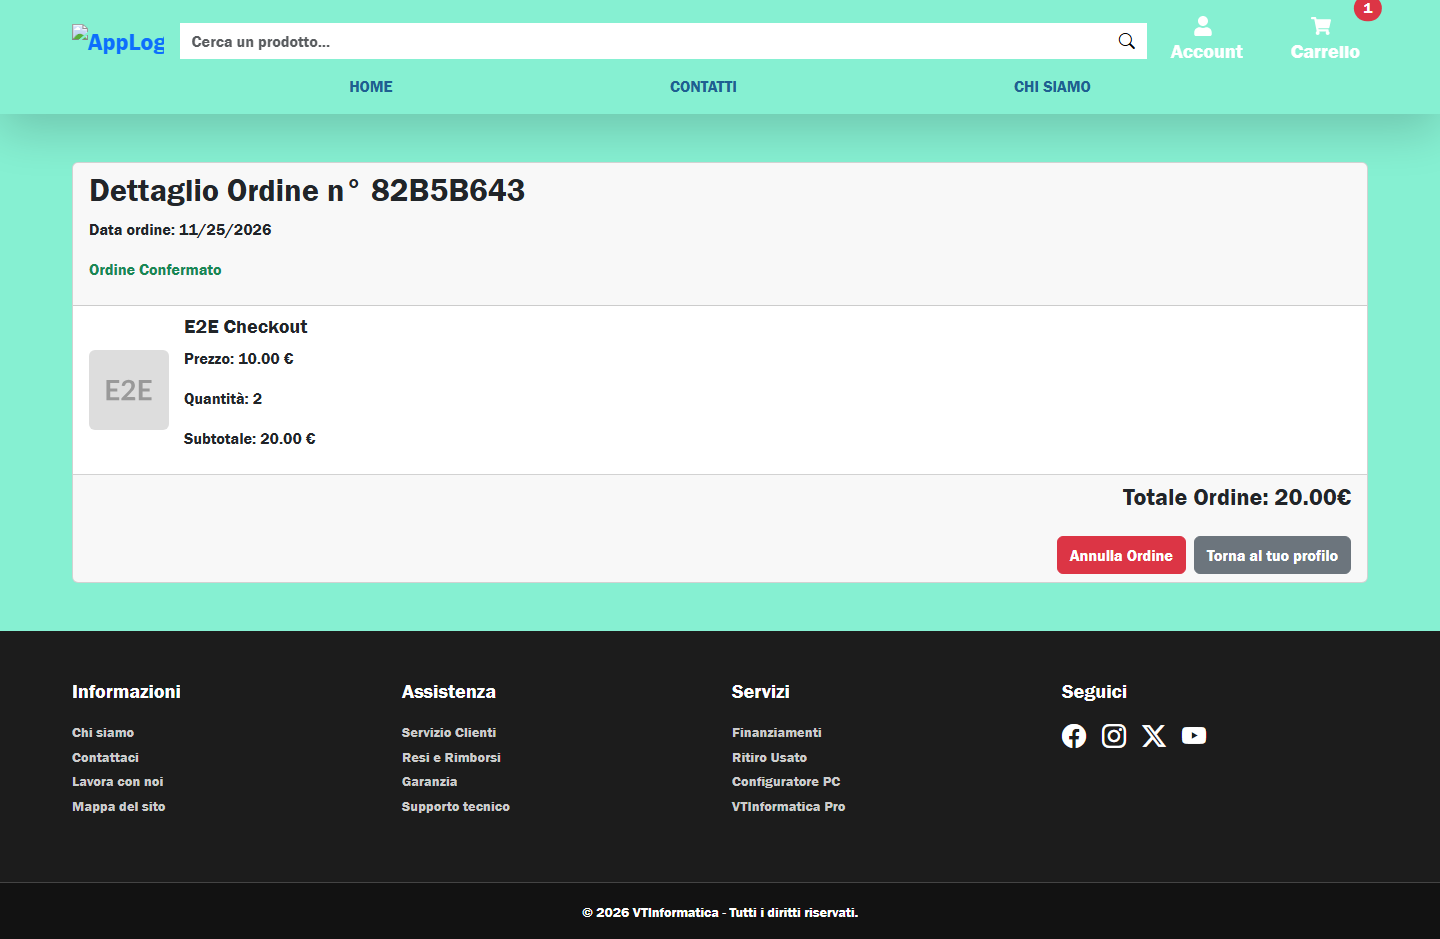 AppLog
Cerca un prodotto...
Account
1
Carrello
HOME
CONTATTI
CHI SIAMO
Dettaglio Ordine n° 82B5B643
Data ordine: 11/25/2026
Ordine Confermato
E2E
E2E Checkout
Prezzo: 10.00 €
Quantità: 2
Subtotale: 20.00 €
Totale Ordine: 20.00€
Annulla Ordine
Torna al tuo profilo
Informazioni
Chi siamo
Contattaci
Lavora con noi
Mappa del sito
Assistenza
Servizio Clienti
Resi e Rimborsi
Garanzia
Supporto tecnico
Servizi
Finanziamenti
Ritiro Usato
Configuratore PC
VTInformatica Pro
Seguici
© 2026 VTInformatica - Tutti i diritti riservati.